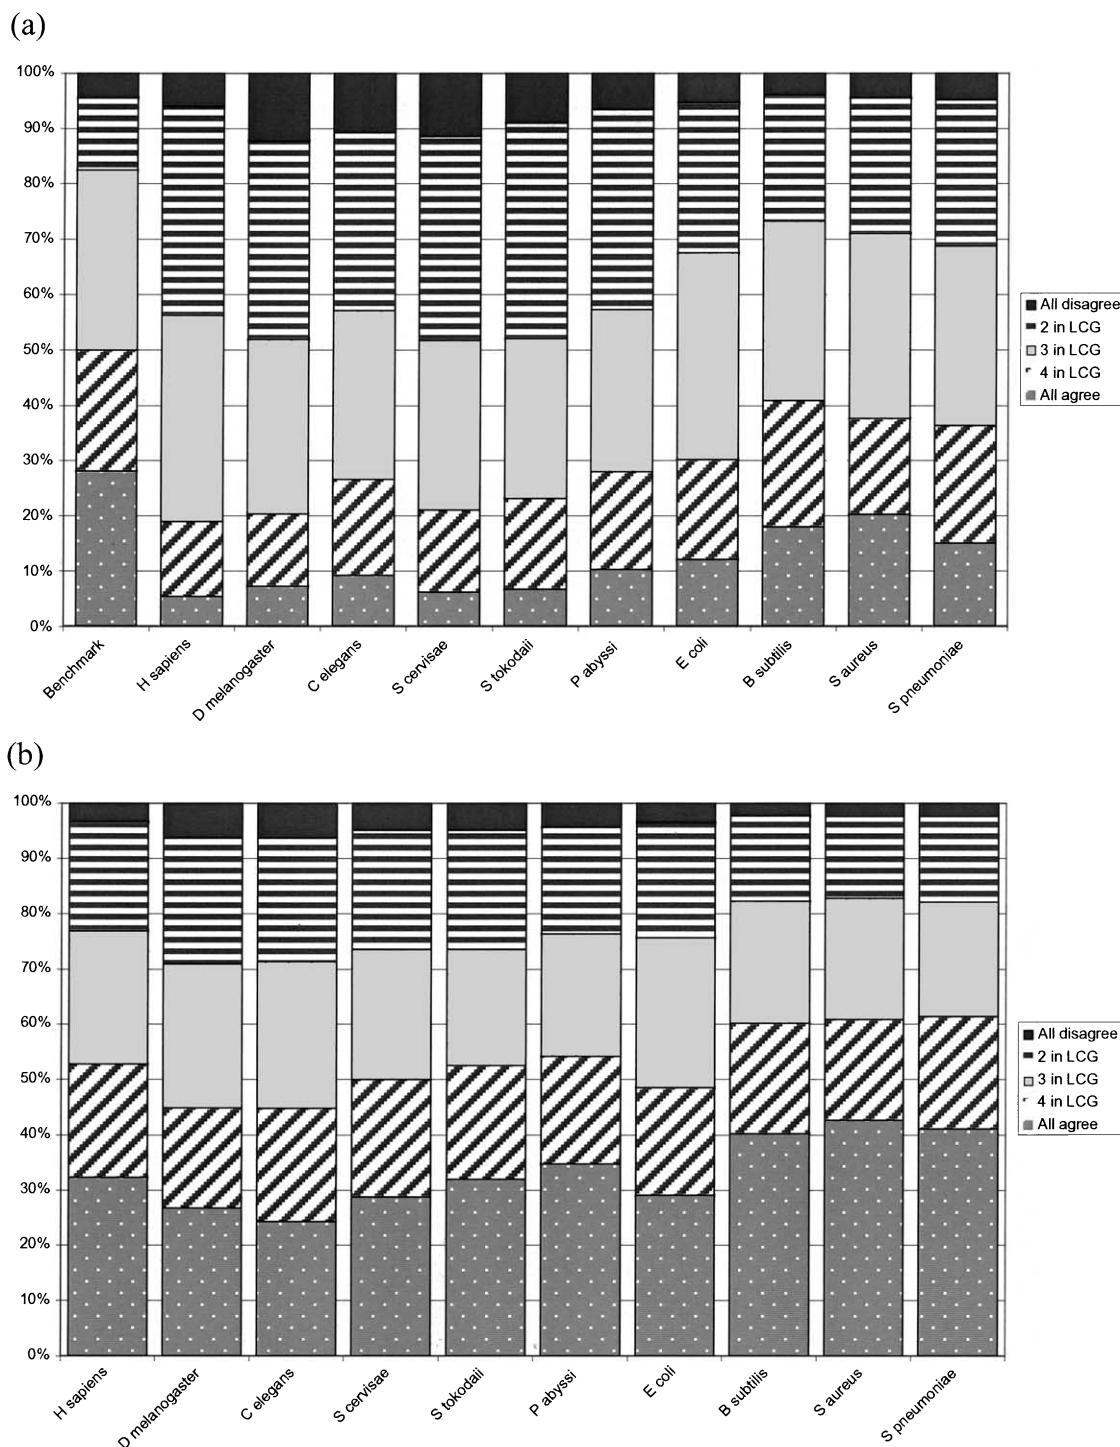 (a)
100%
90%
80%
70%
60%
50%
40%
30%
20%
10%
0%
Benchmark
H sapiens
D melanogaster
C elegans
S cervisae
S tokodaii
P abyssi
E coli
B subtilis
S aureus
S pneumoniae
All disagree
2 in LCG
3 in LCG
4 in LCG
All agree
(b)
100%
90%
80%
70%
60%
50%
40%
30%
20%
10%
0%
H sapiens
D melanogaster
C elegans
S cervisae
S tokodaii
P abyssi
E coli
B subtilis
S aureus
S pneumoniae
All disagree
2 in LCG
3 in LCG
4 in LCG
All agree